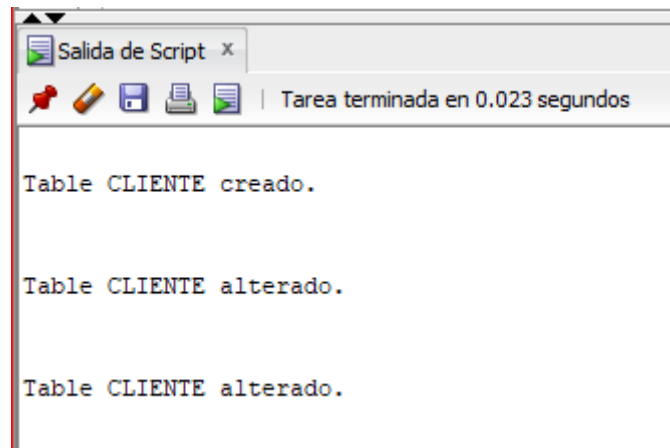 Salida de Script x
Tarea terminada en 0.023 segundos
Table CLIENTE creado.
Table CLIENTE alterado.
Table CLIENTE alterado.